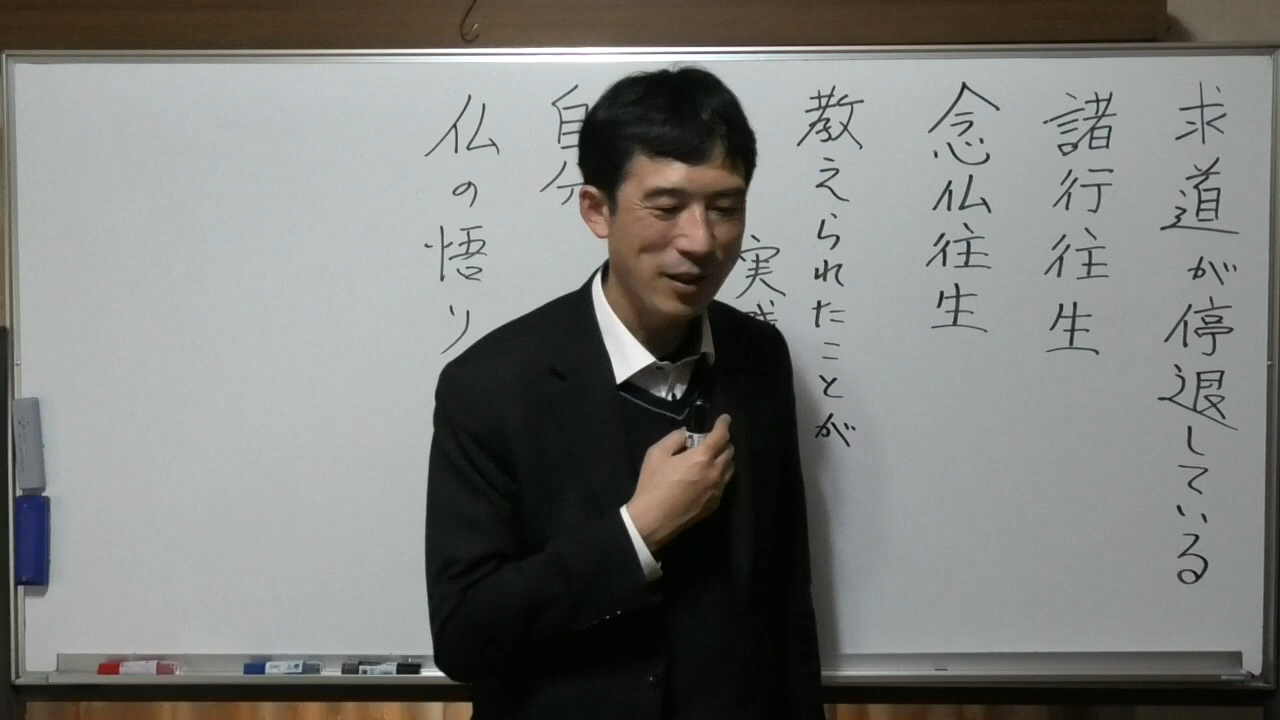 求道が停退している
諸行往生
念仏往生
教えられたことが
実
自分
仏の悟り